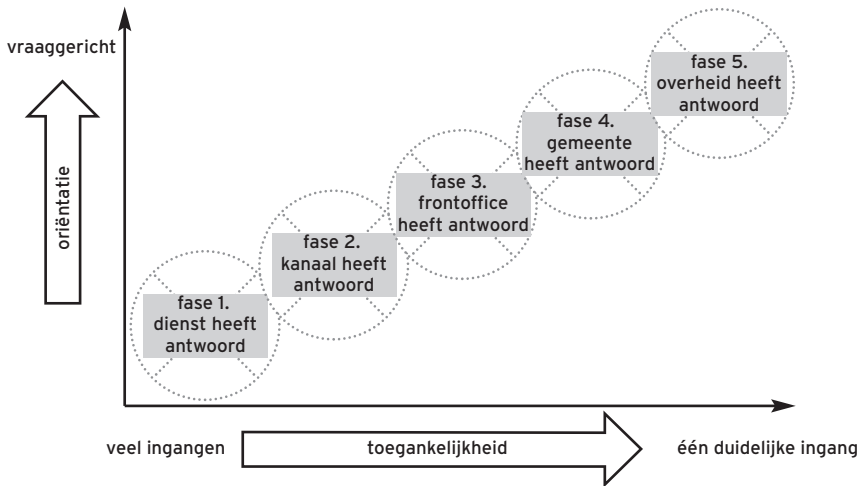 vraaggericht
oriëntatie
fase 5.
overheid heeft
antwoord
fase 4.
gemeente
heeft antwoord
fase 3.
frontoffice
heeft antwoord
fase 2.
kanaal heeft
antwoord
fase 1.
dienst heeft
antwoord
veel ingangen
toegankelijkheid
één duidelijke ingang